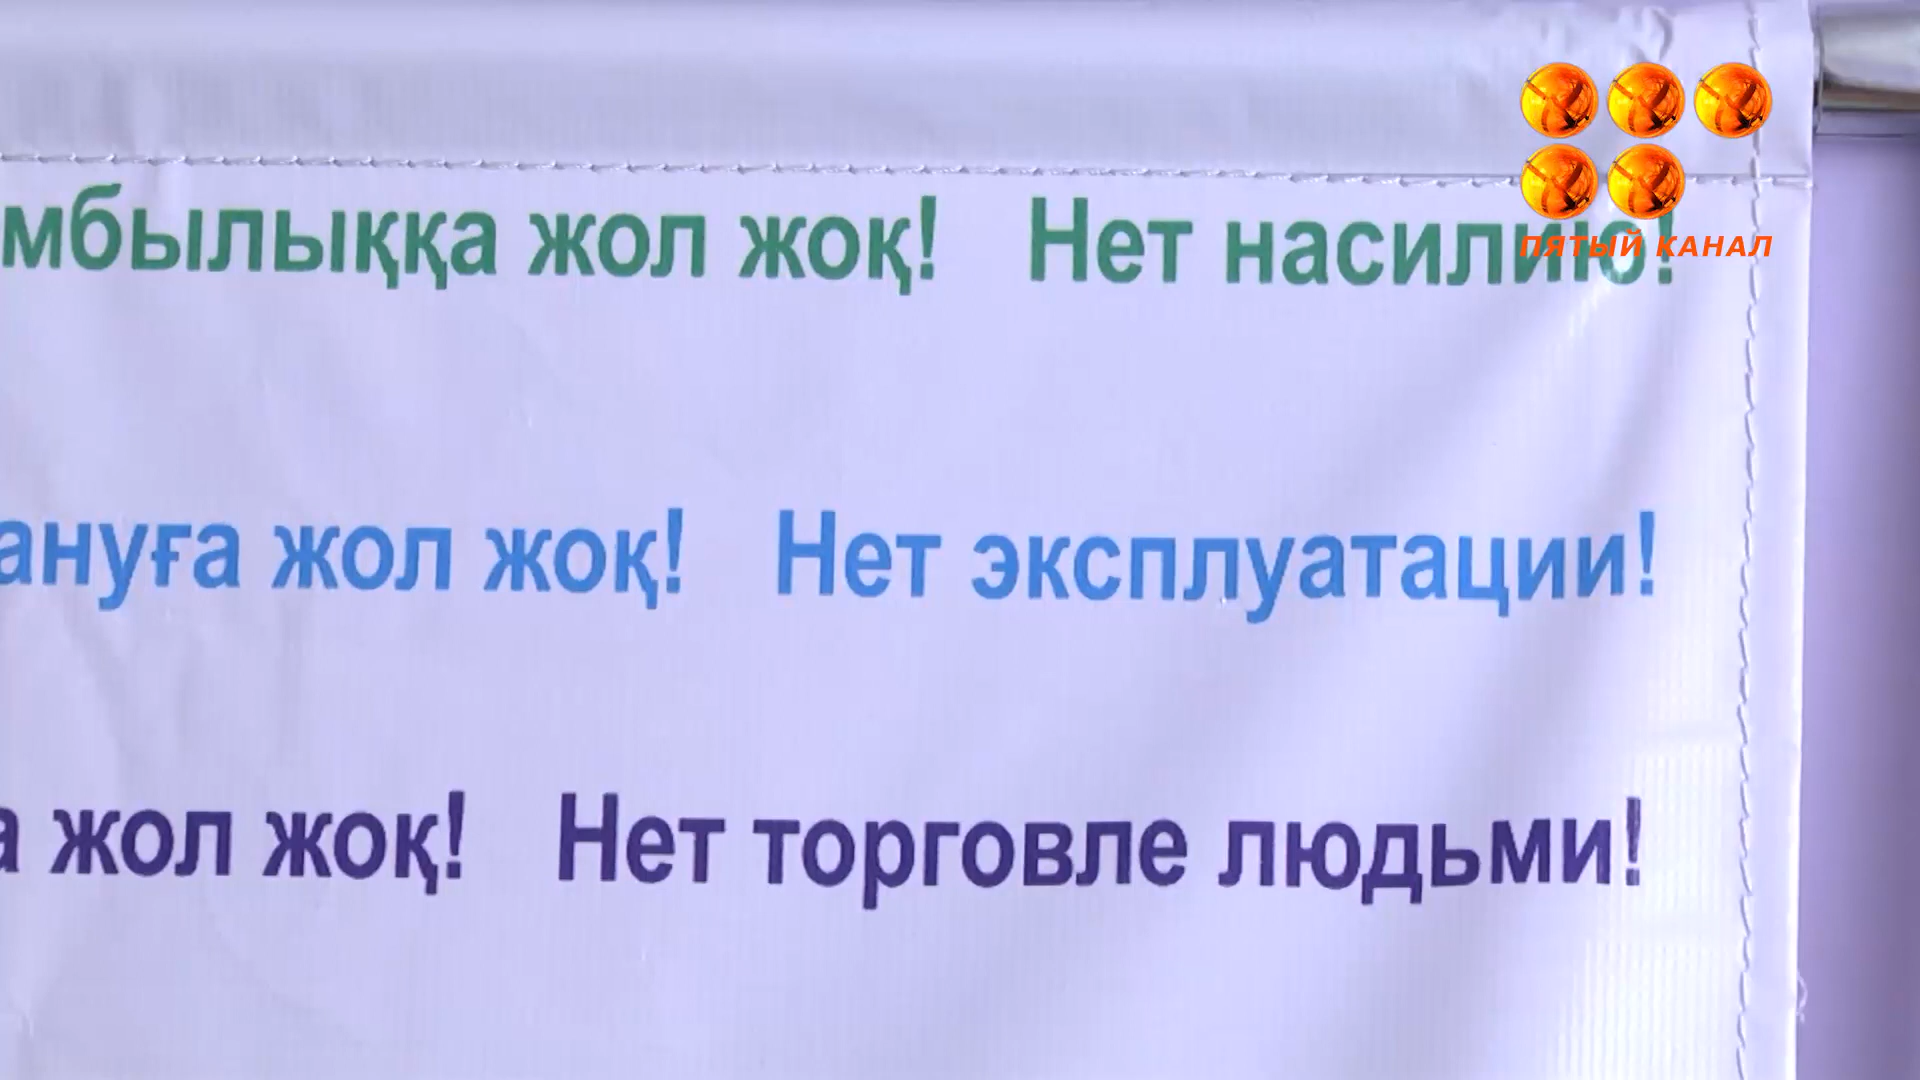 мбылыққа жол жоқ! Нет насилию!
ПЯТЫЙ КАНАЛ
ануға жол жоқ! Нет эксплуатации!
а жол жоқ! Нет торговле людьми!